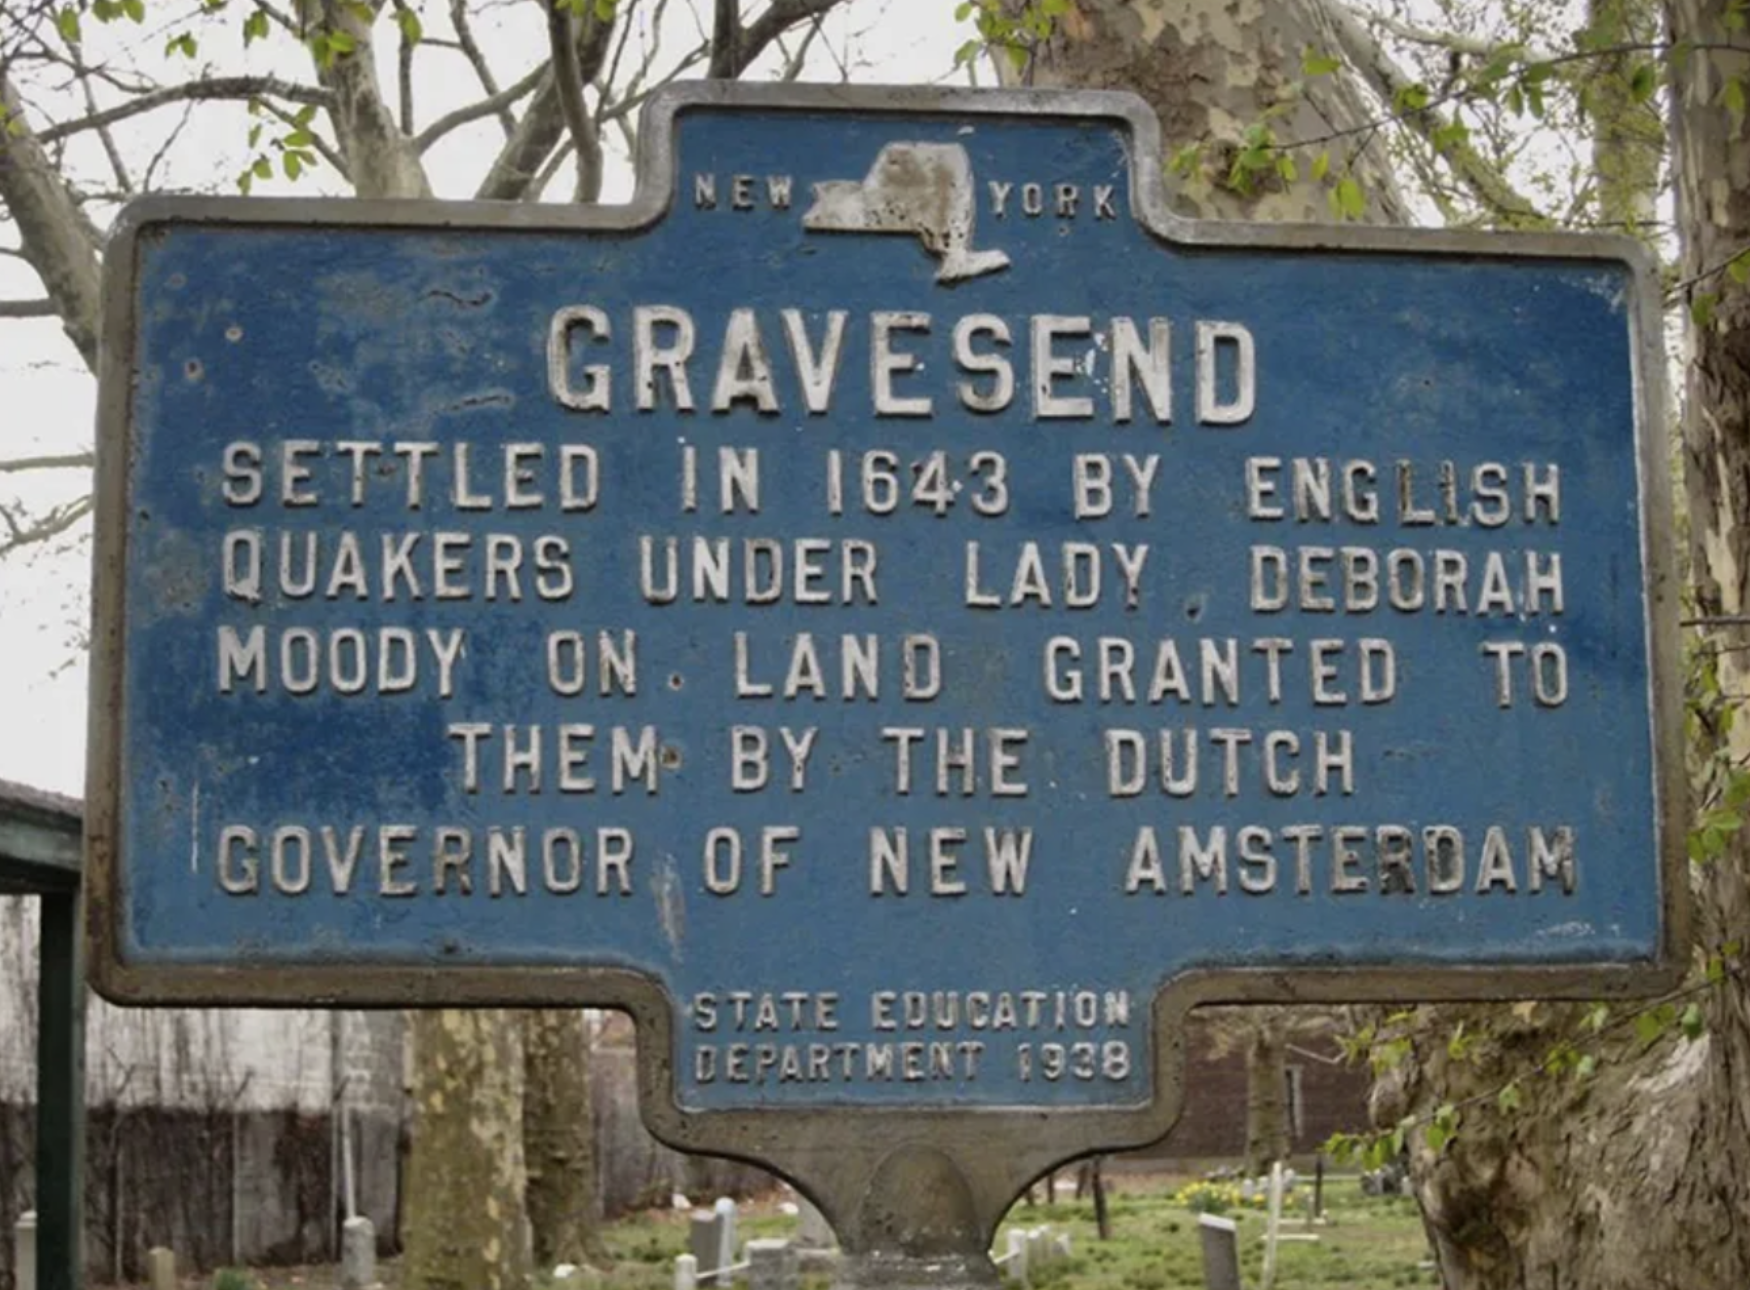 NEW YORK
GRAVESEND
SETTLED IN 1643 BY ENGLISH
QUAKERS UNDER LADY DEBORAH
MOODY ON LAND GRANTED TO
THEM BY THE DUTCH
GOVERNOR OF NEW AMSTERDAM
STATE EDUCATION
DEPARTMENT 1938